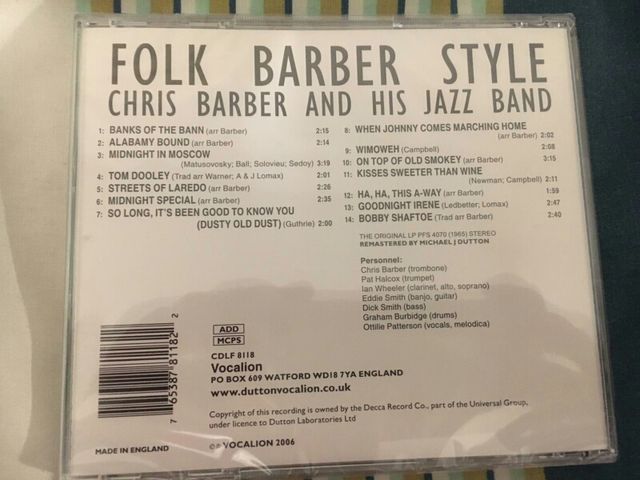 FOLK BARBER STYLE
CHRIS BARBER AND HIS JAZZ BAND
1: BANKS OF THE BANN (arr Barber) 2:15
2: ALABAMY BOUND (arr Barber) 2:14
3: MIDNIGHT IN MOSCOW
(Matusovsky; Ball; Solovieu; Sedoy) 3:19
4: TOM DOOLEY (Trad arr Warner; A & J Lomax) 2:01
5: STREETS OF LAREDO (arr Barber) 2:26
6: MIDNIGHT SPECIAL (arr Barber) 2:35
7: SO LONG, IT'S BEEN GOOD TO KNOW YOU
(DUSTY OLD DUST) (Guthrie) 2:00
8: WHEN JOHNNY COMES MARCHING HOME
(arr Barber) 2:02
9: WIMOWEH (Campbell) 2:08
10: ON TOP OF OLD SMOKEY (arr Barber) 3:15
11: KISSES SWEETER THAN WINE
(Newman; Campbell) 2:11
12: HA, HA, THIS A-WAY (arr Barber) 1:59
13: GOODNIGHT IRENE (Ledbetter; Lomax) 2:47
14: BOBBY SHAFTOE (Trad arr Barber) 2:40
THE ORIGINAL LP PFS 4070 (1965) STEREO
REMASTERED BY MICHAEL J DUTTON
Personnel:
Chris Barber (trombone)
Pat Halcox (trumpet)
Ian Wheeler (clarinet, alto, soprano)
Eddie Smith (banjo, guitar)
Dick Smith (bass)
Graham Burbidge (drums)
Ottilie Patterson (vocals, melodica)
7 65387 81182 2
MADE IN ENGLAND
ADD
MCPS
CDLF 8118
Vocalion
PO BOX 609 WATFORD WD18 7YA ENGLAND
www.duttonvocalion.co.uk
Copyright of this recording is owned by the Decca Record Co., part of the Universal Group,
under licence to Dutton Laboratories Ltd
©℗ VOCALION 2006